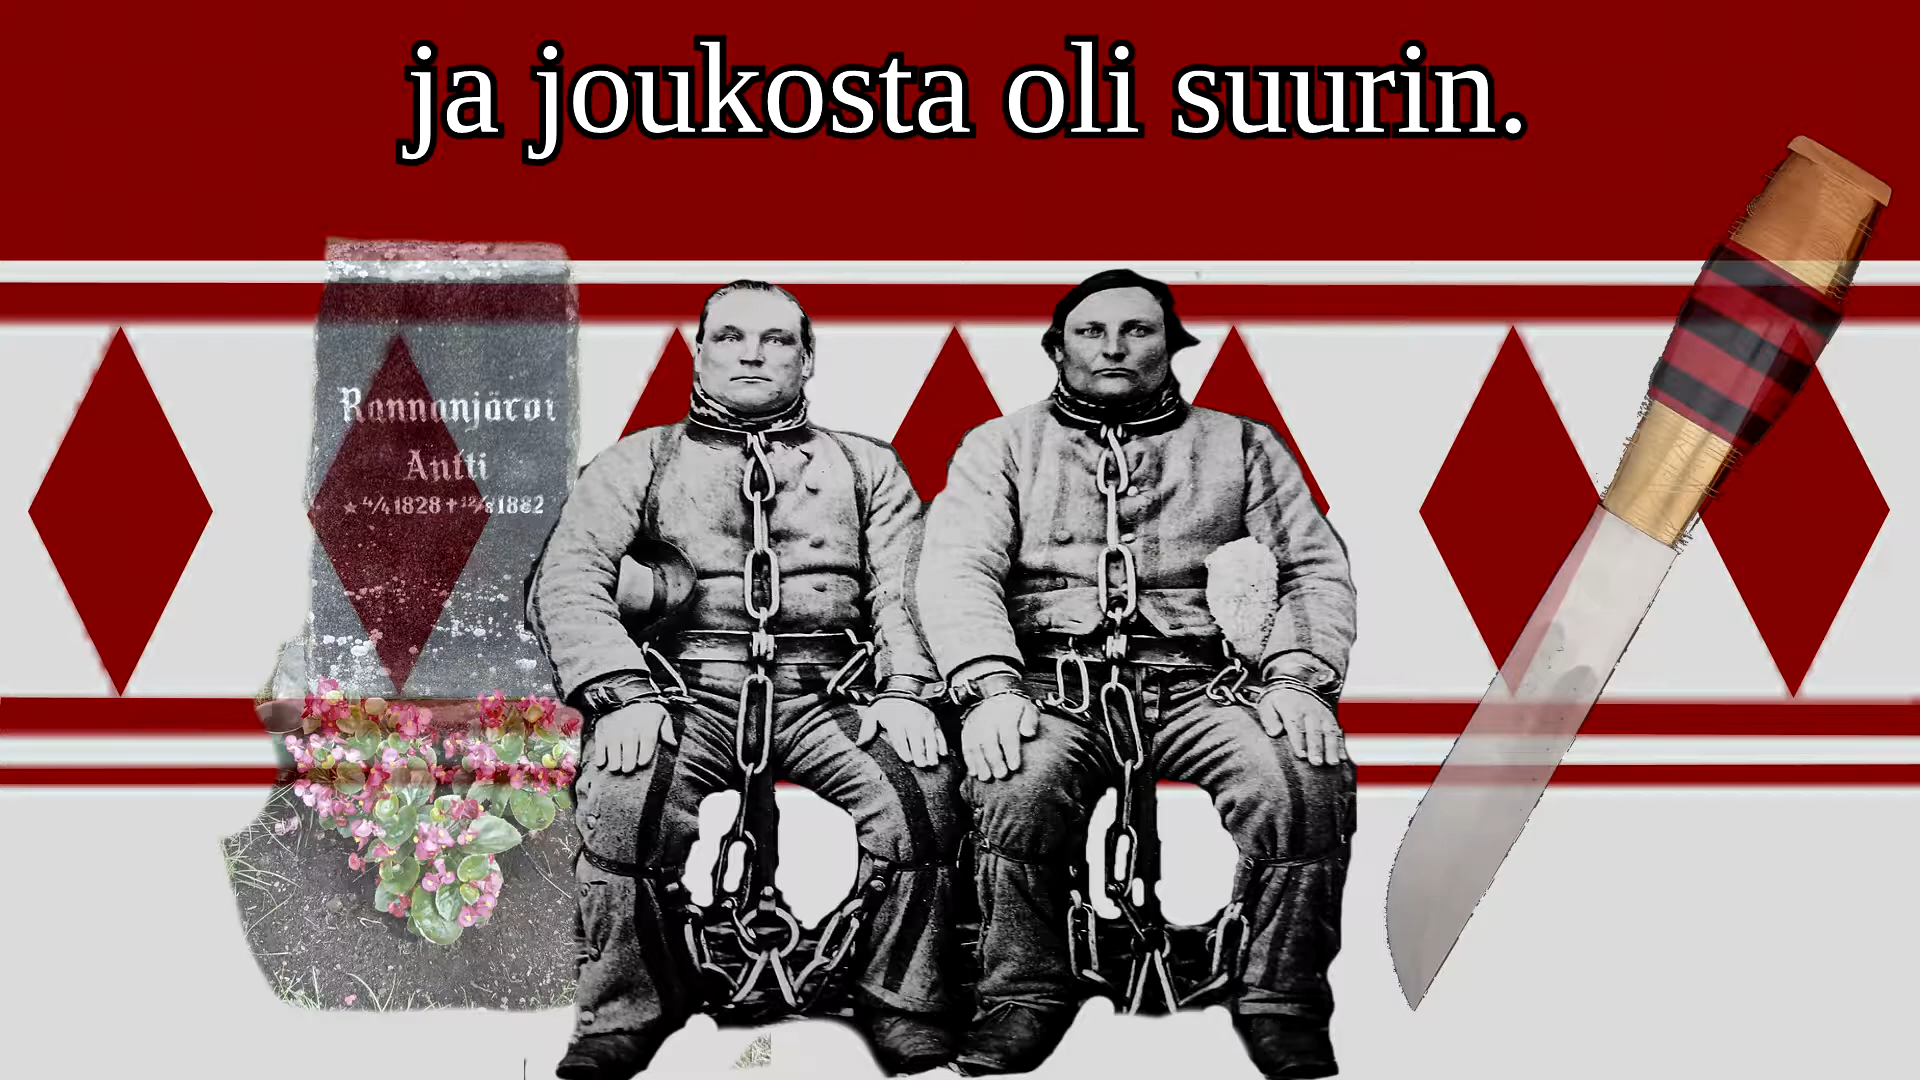 ja joukosta oli suurin.
Rannanjärvi
Antti
* 4/4 1828 + 12/8 1882